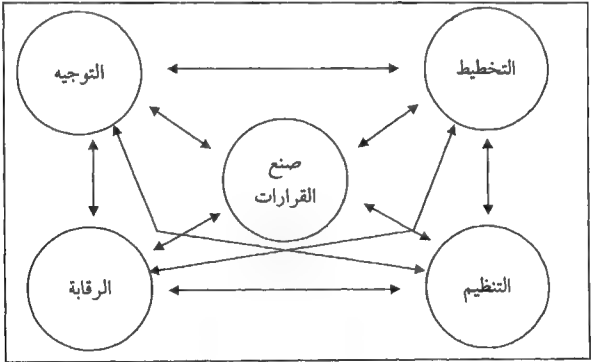 التخطيط
التوجيه
صنع
القرارات
التنظيم
الرقابة